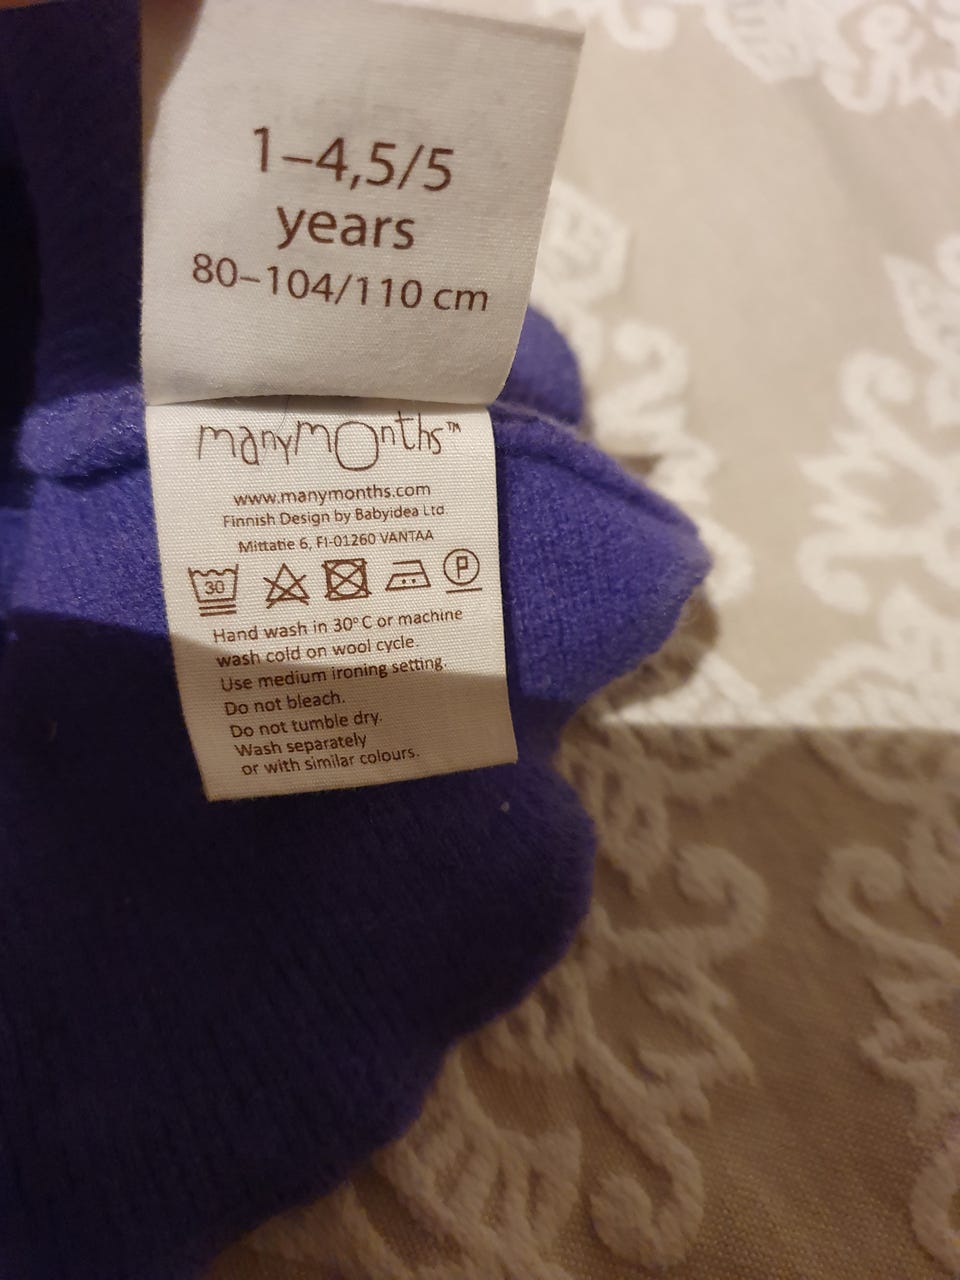 1–4,5/5
years
80–104/110 cm
manymonths™
www.manymonths.com
Finnish Design by Babyidea Ltd
Mittatie 6, FI-01260 VANTAA
30 P
Hand wash in 30° C or machine
wash cold on wool cycle.
Use medium ironing setting.
Do not bleach.
Do not tumble dry.
Wash separately
or with similar colours.